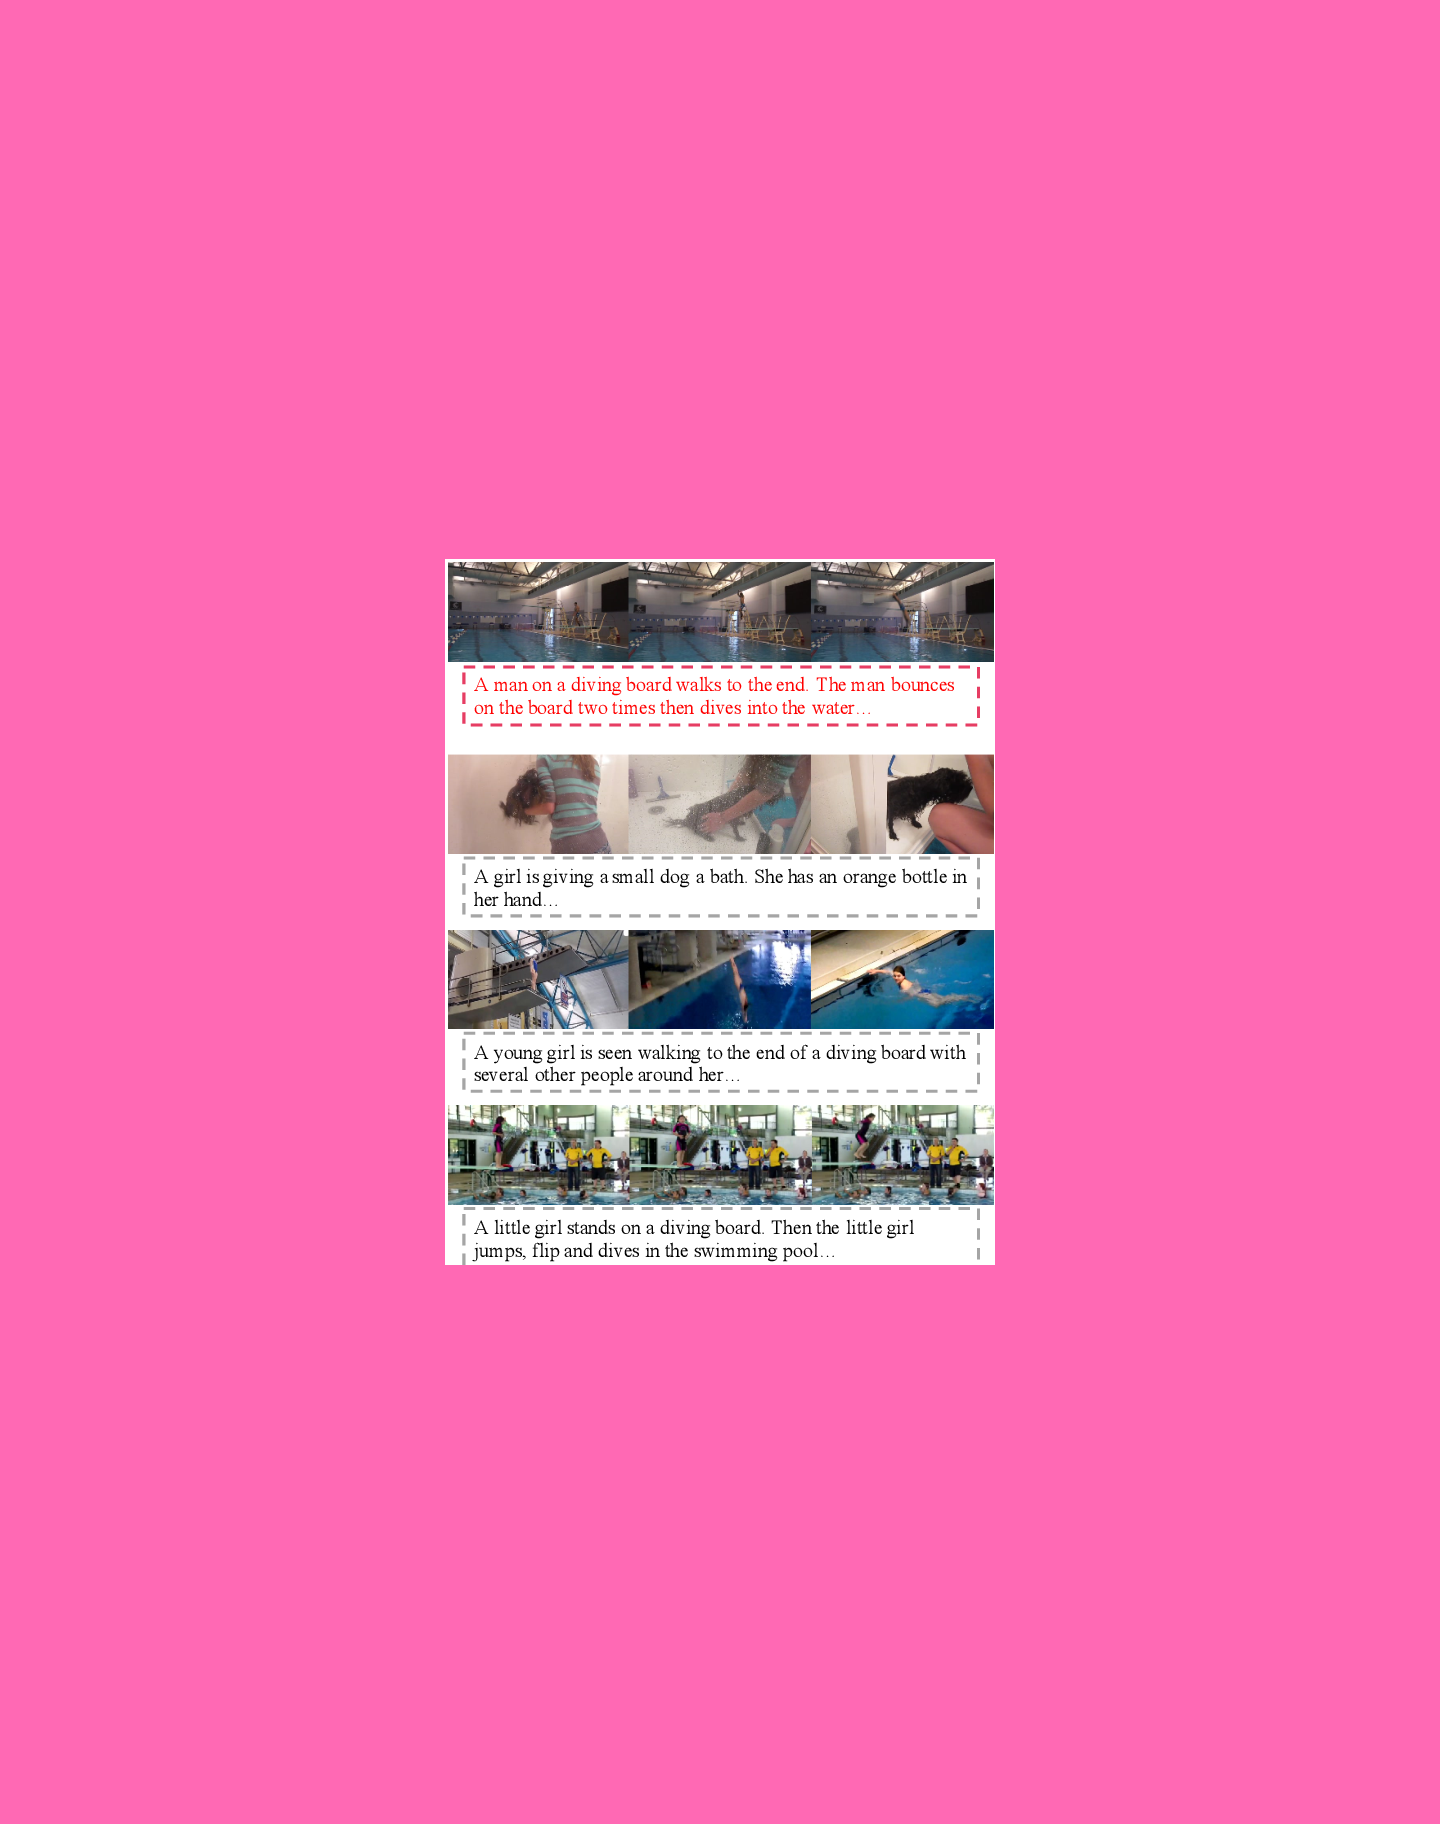 A man on a diving board walks to the end. The man bounces
on the board two times then dives into the water...
A girl is giving a small dog a bath. She has an orange bottle in
her hand...
A young girl is seen walking to the end of a diving board with
several other people around her...
A little girl stands on a diving board. Then the little girl
jumps, flip and dives in the swimming pool...